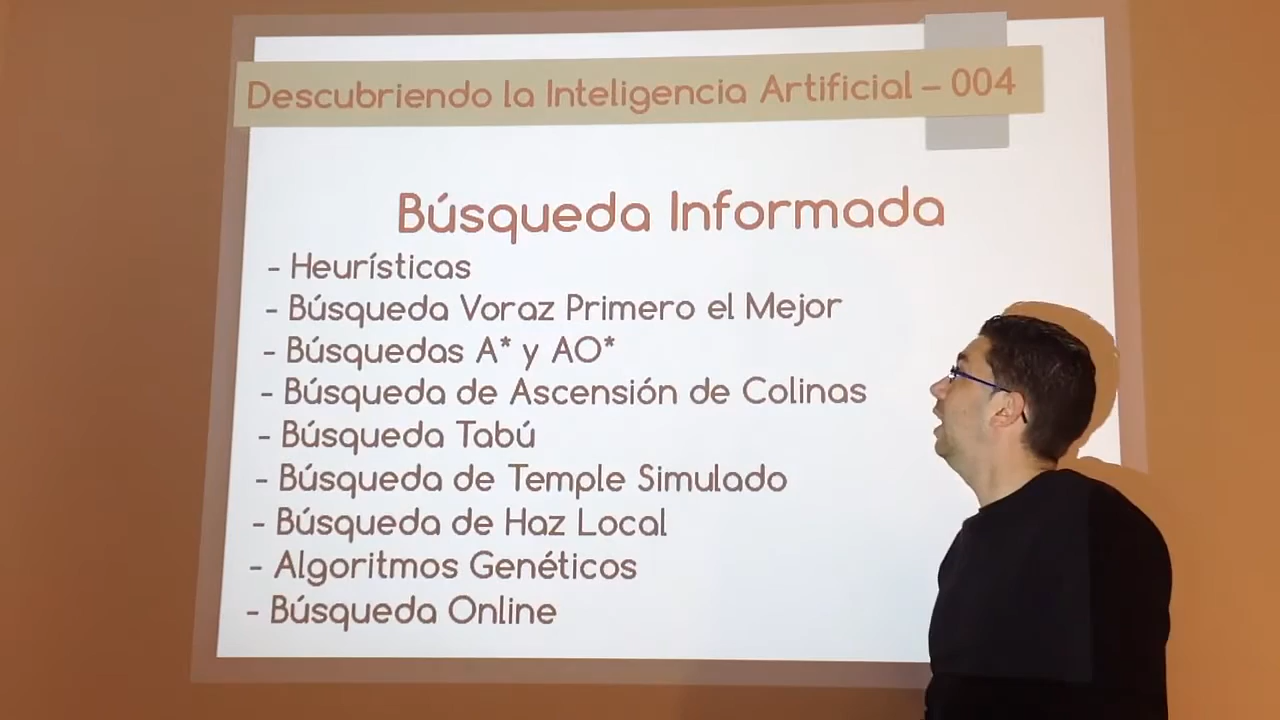 Descubriendo la Inteligencia Artificial – 004
Búsqueda Informada
- Heurísticas
- Búsqueda Voraz Primero el Mejor
- Búsquedas A* y AO*
- Búsqueda de Ascensión de Colinas
- Búsqueda Tabú
- Búsqueda de Temple Simulado
- Búsqueda de Haz Local
- Algoritmos Genéticos
- Búsqueda Online